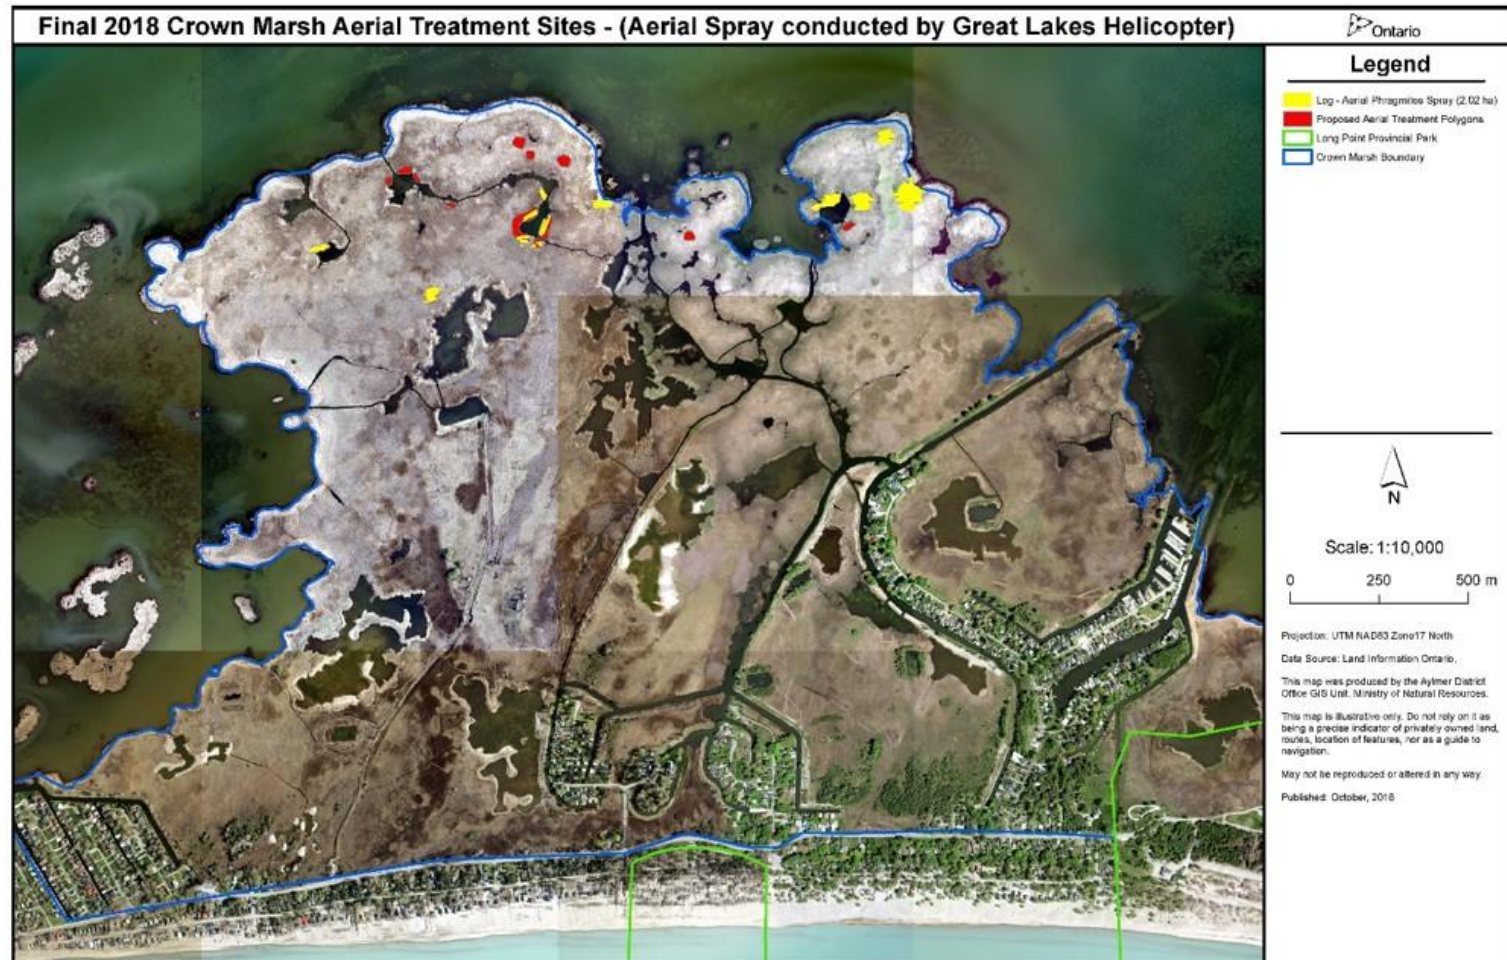 Final 2018 Crown Marsh Aerial Treatment Sites - (Aerial Spray conducted by Great Lakes Helicopter)
Ontario
Legend
Log - Aerial Phragmites Spray (2.02 ha)
Proposed Aerial Treatment Polygons
Long Point Provincial Park
Crown Marsh Boundary
N
Scale: 1:10,000
0 250 500 m
Projection: UTM NAD83 Zone17 North
Data Source: Land Information Ontario,
This map was produced by the Aylmer District
Office GIS Unit. Ministry of Natural Resources.
This map is illustrative only. Do not rely on it as
being a precise indicator of privately owned land,
routes, location of features, nor as a guide to
navigation.
May not be reproduced or altered in any way.
Published: October, 2018